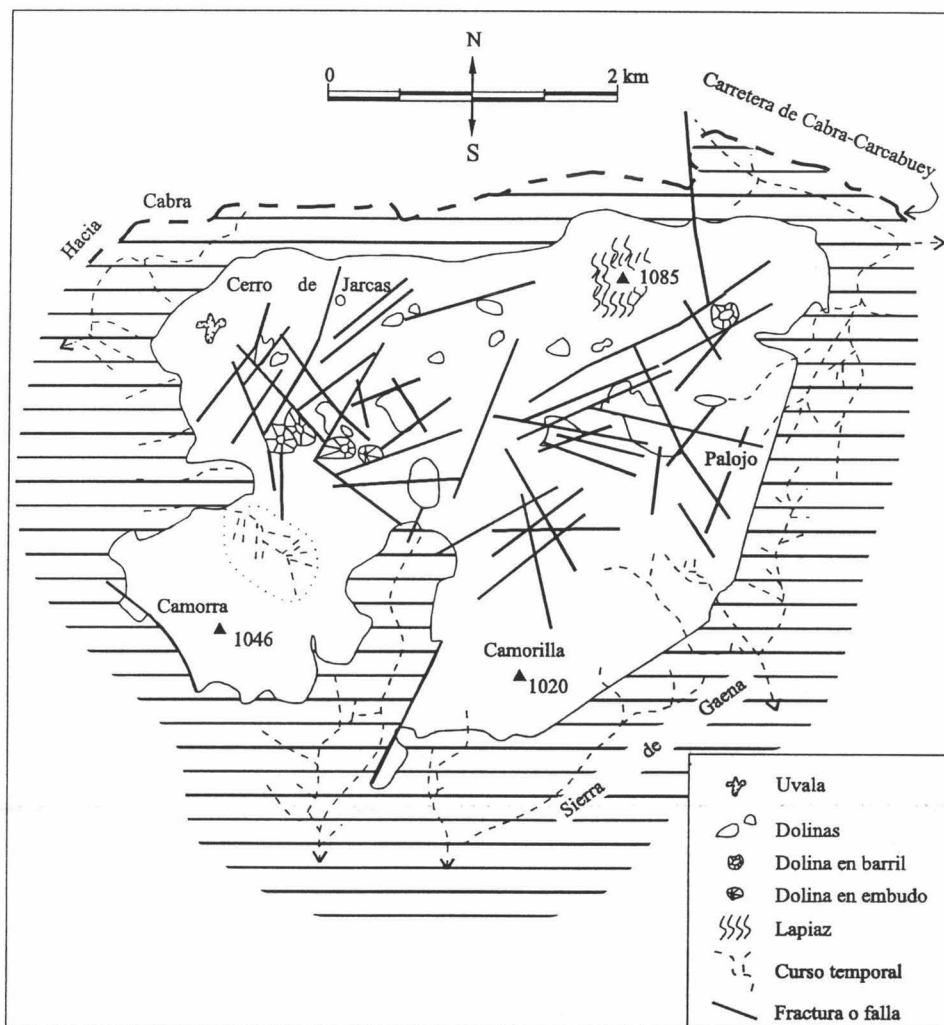 N
0
2 km
S
Carretera de Cabra-Carcabuey
Hacia
Cabra
Cerro de Jarcas
1085
Palojo
Camorra
1046
Camorilla
1020
Sierra de Gaena
Uvala
Dolinas
Dolina en barril
Dolina en embudo
Lapiaz
Curso temporal
Fractura o falla